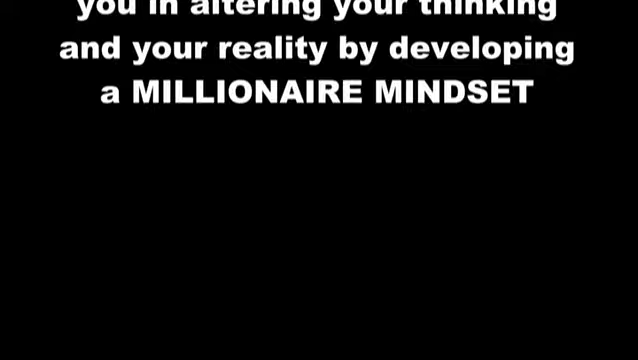 you in altering your thinking
and your reality by developing
a MILLIONAIRE MINDSET